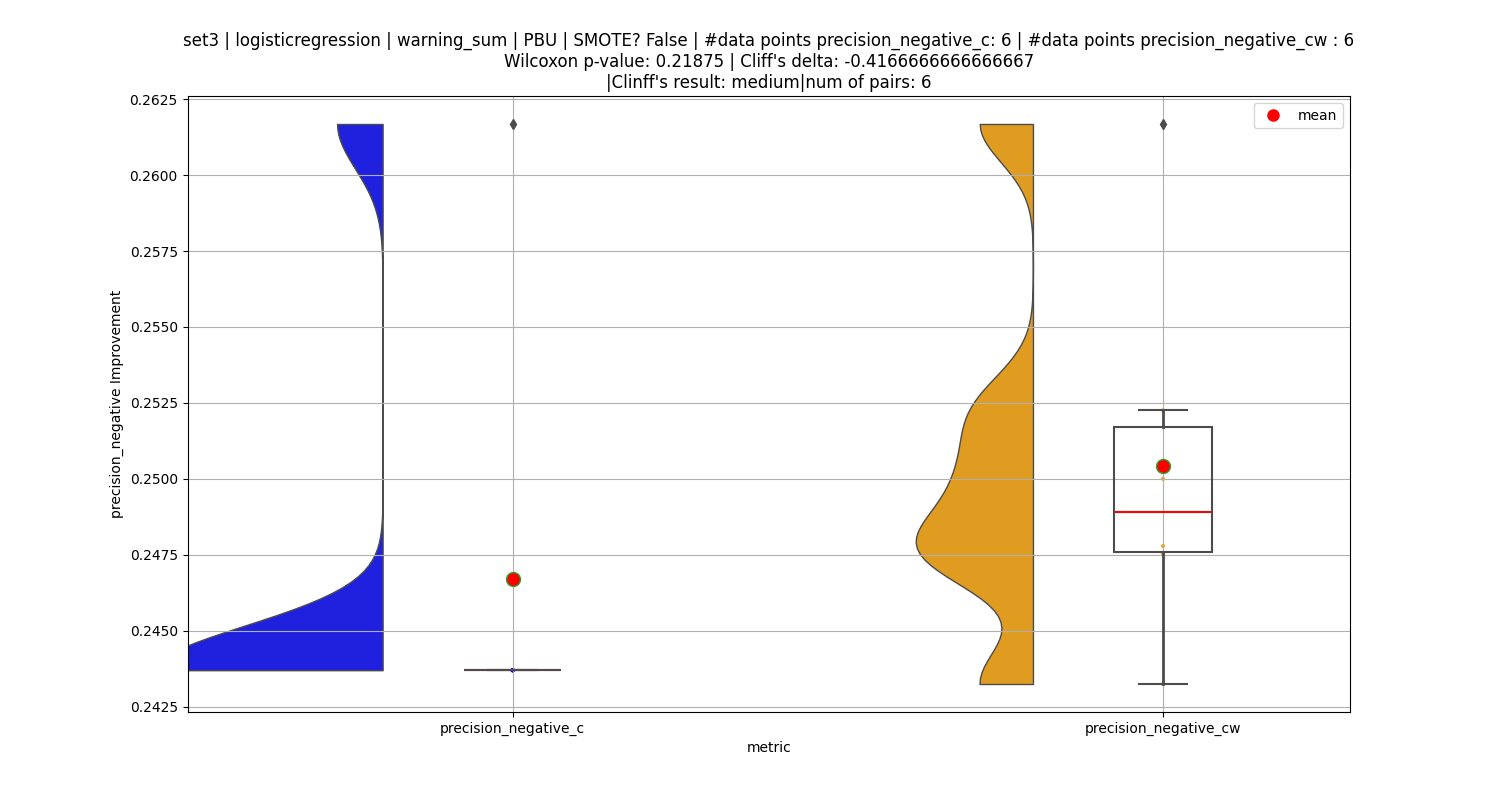 set3 | logisticregression | warning_sum | PBU | SMOTE? False | #data points precision_negative_c: 6 | #data points precision_negative_cw : 6
Wilcoxon p-value: 0.21875 | Cliff's delta: -0.4166666666666667
|Clinff's result: medium|num of pairs: 6
mean
0.2625
0.2600
0.2575
0.2550
0.2525
0.2500
0.2475
0.2450
0.2425
precision_negative Improvement
precision_negative_c
precision_negative_cw
metric